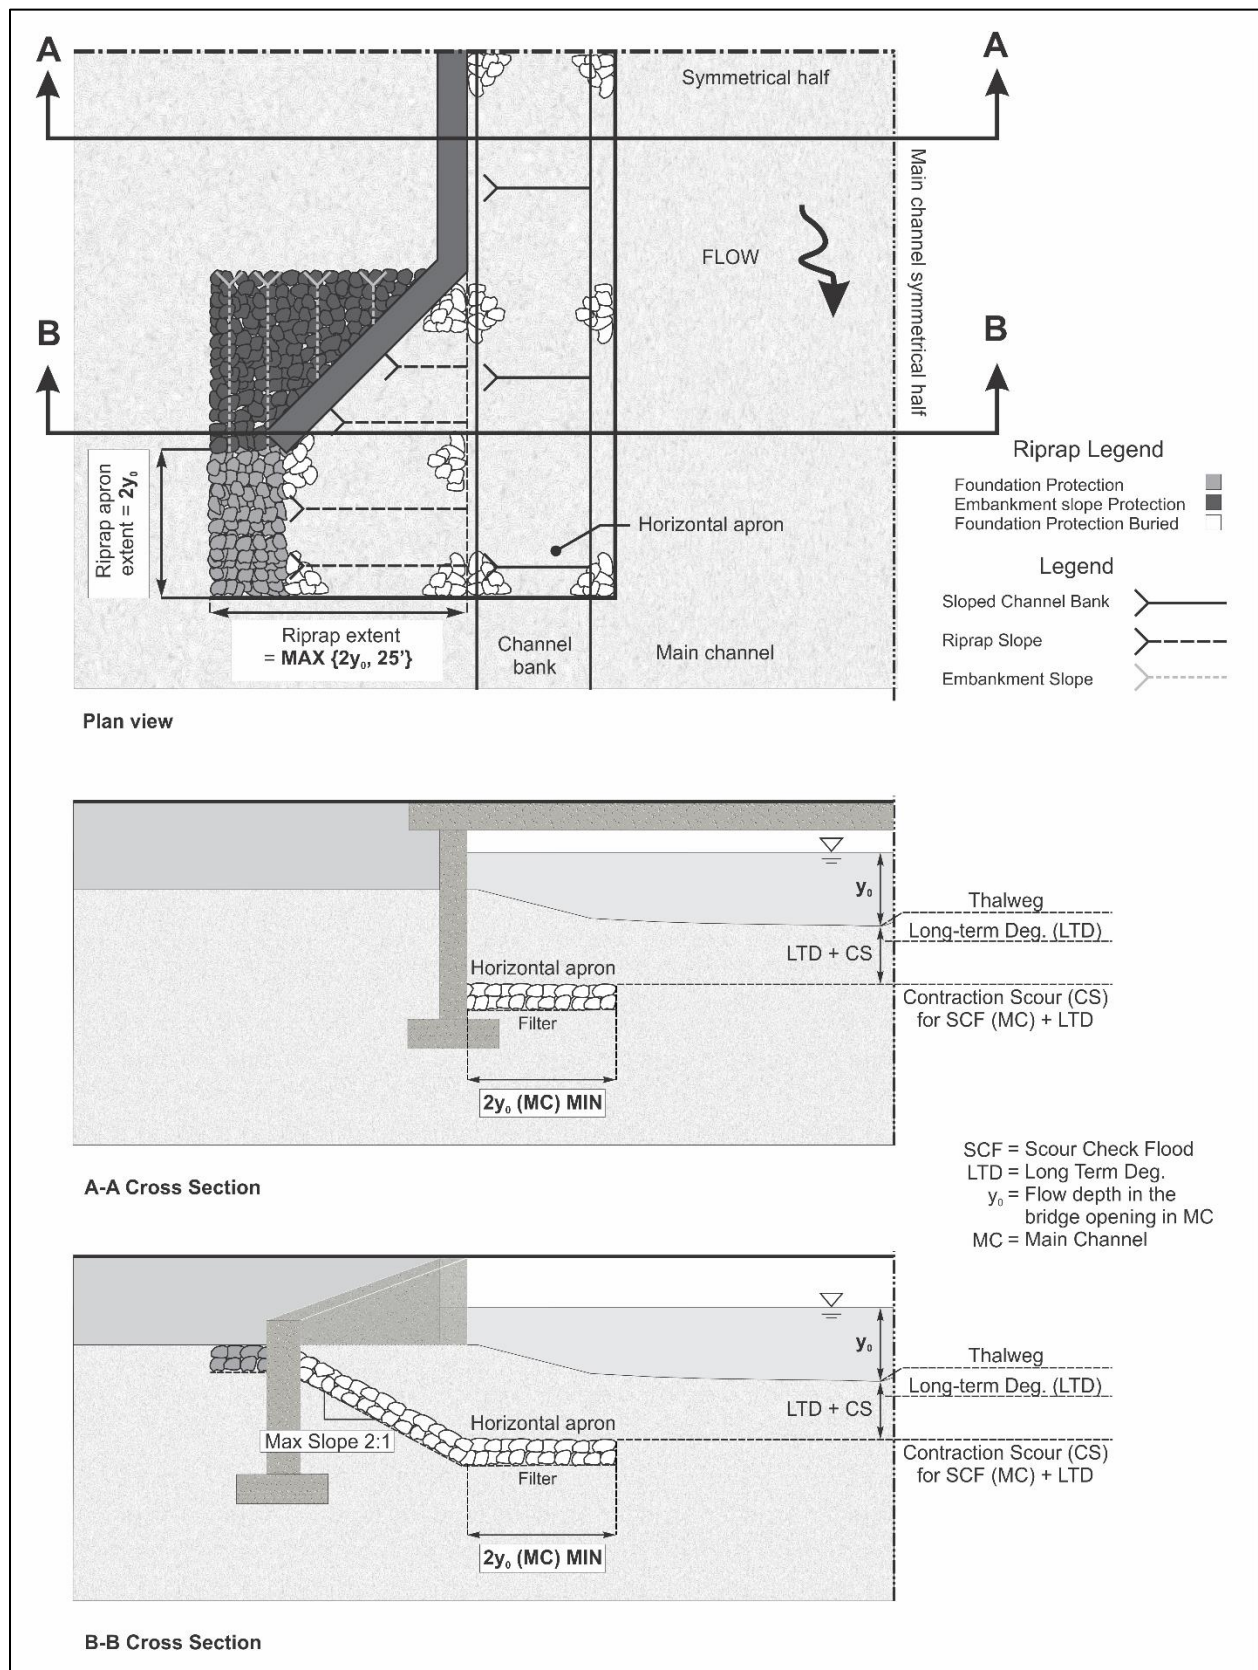 A
A
Symmetrical half
Main channel symmetrical half
FLOW
B
B
Riprap apron
extent = 2y₀
Horizontal apron
Riprap extent
= MAX {2y₀, 25'}
Channel
bank
Main channel
Riprap Legend
Foundation Protection
Embankment slope Protection
Foundation Protection Buried
Legend
Sloped Channel Bank
Riprap Slope
Embankment Slope
Plan view
y₀
Thalweg
Long-term Deg. (LTD)
LTD + CS
Horizontal apron
Filter
Contraction Scour (CS)
for SCF (MC) + LTD
2y₀ (MC) MIN
A-A Cross Section
SCF = Scour Check Flood
LTD = Long Term Deg.
y₀ = Flow depth in the
bridge opening in MC
MC = Main Channel
y₀
Thalweg
Long-term Deg. (LTD)
LTD + CS
Horizontal apron
Max Slope 2:1
Filter
Contraction Scour (CS)
for SCF (MC) + LTD
2y₀ (MC) MIN
B-B Cross Section